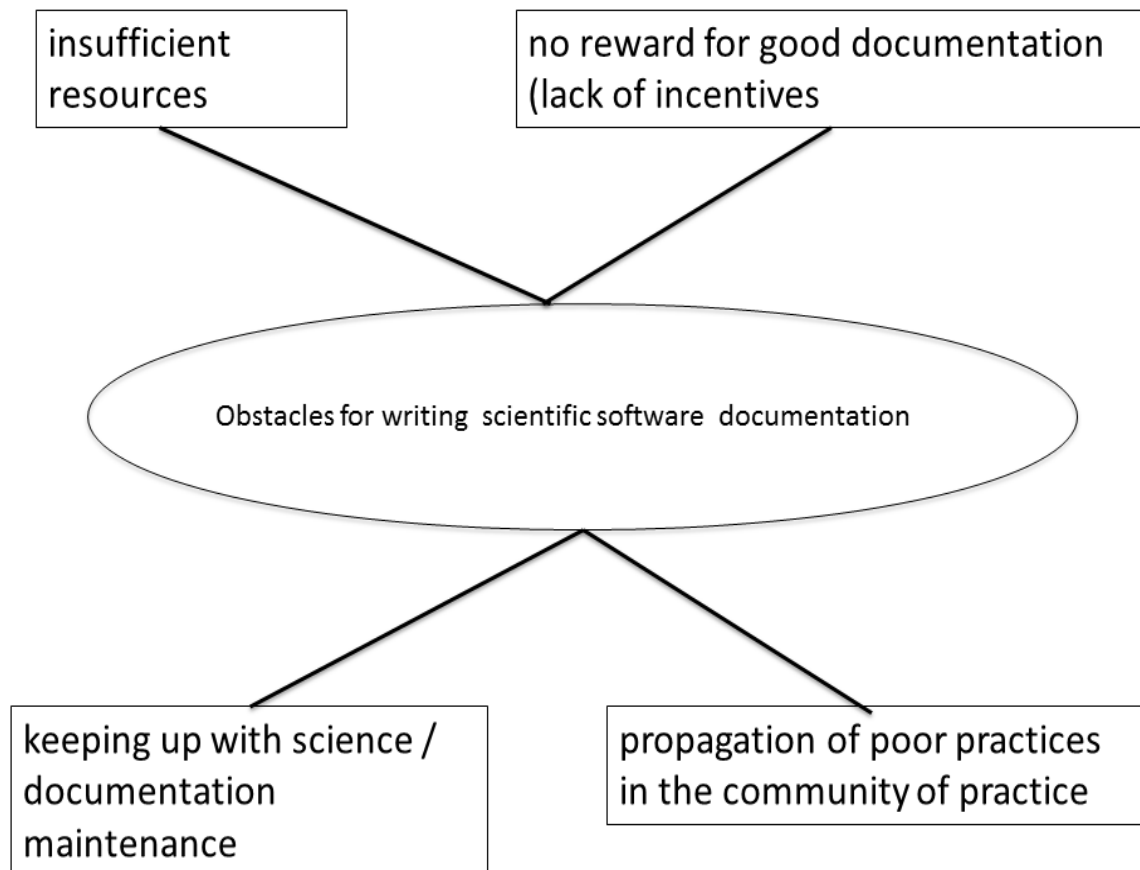 insufficient
resources
no reward for good documentation
(lack of incentives
Obstacles for writing scientific software documentation
keeping up with science /
documentation
maintenance
propagation of poor practices
in the community of practice